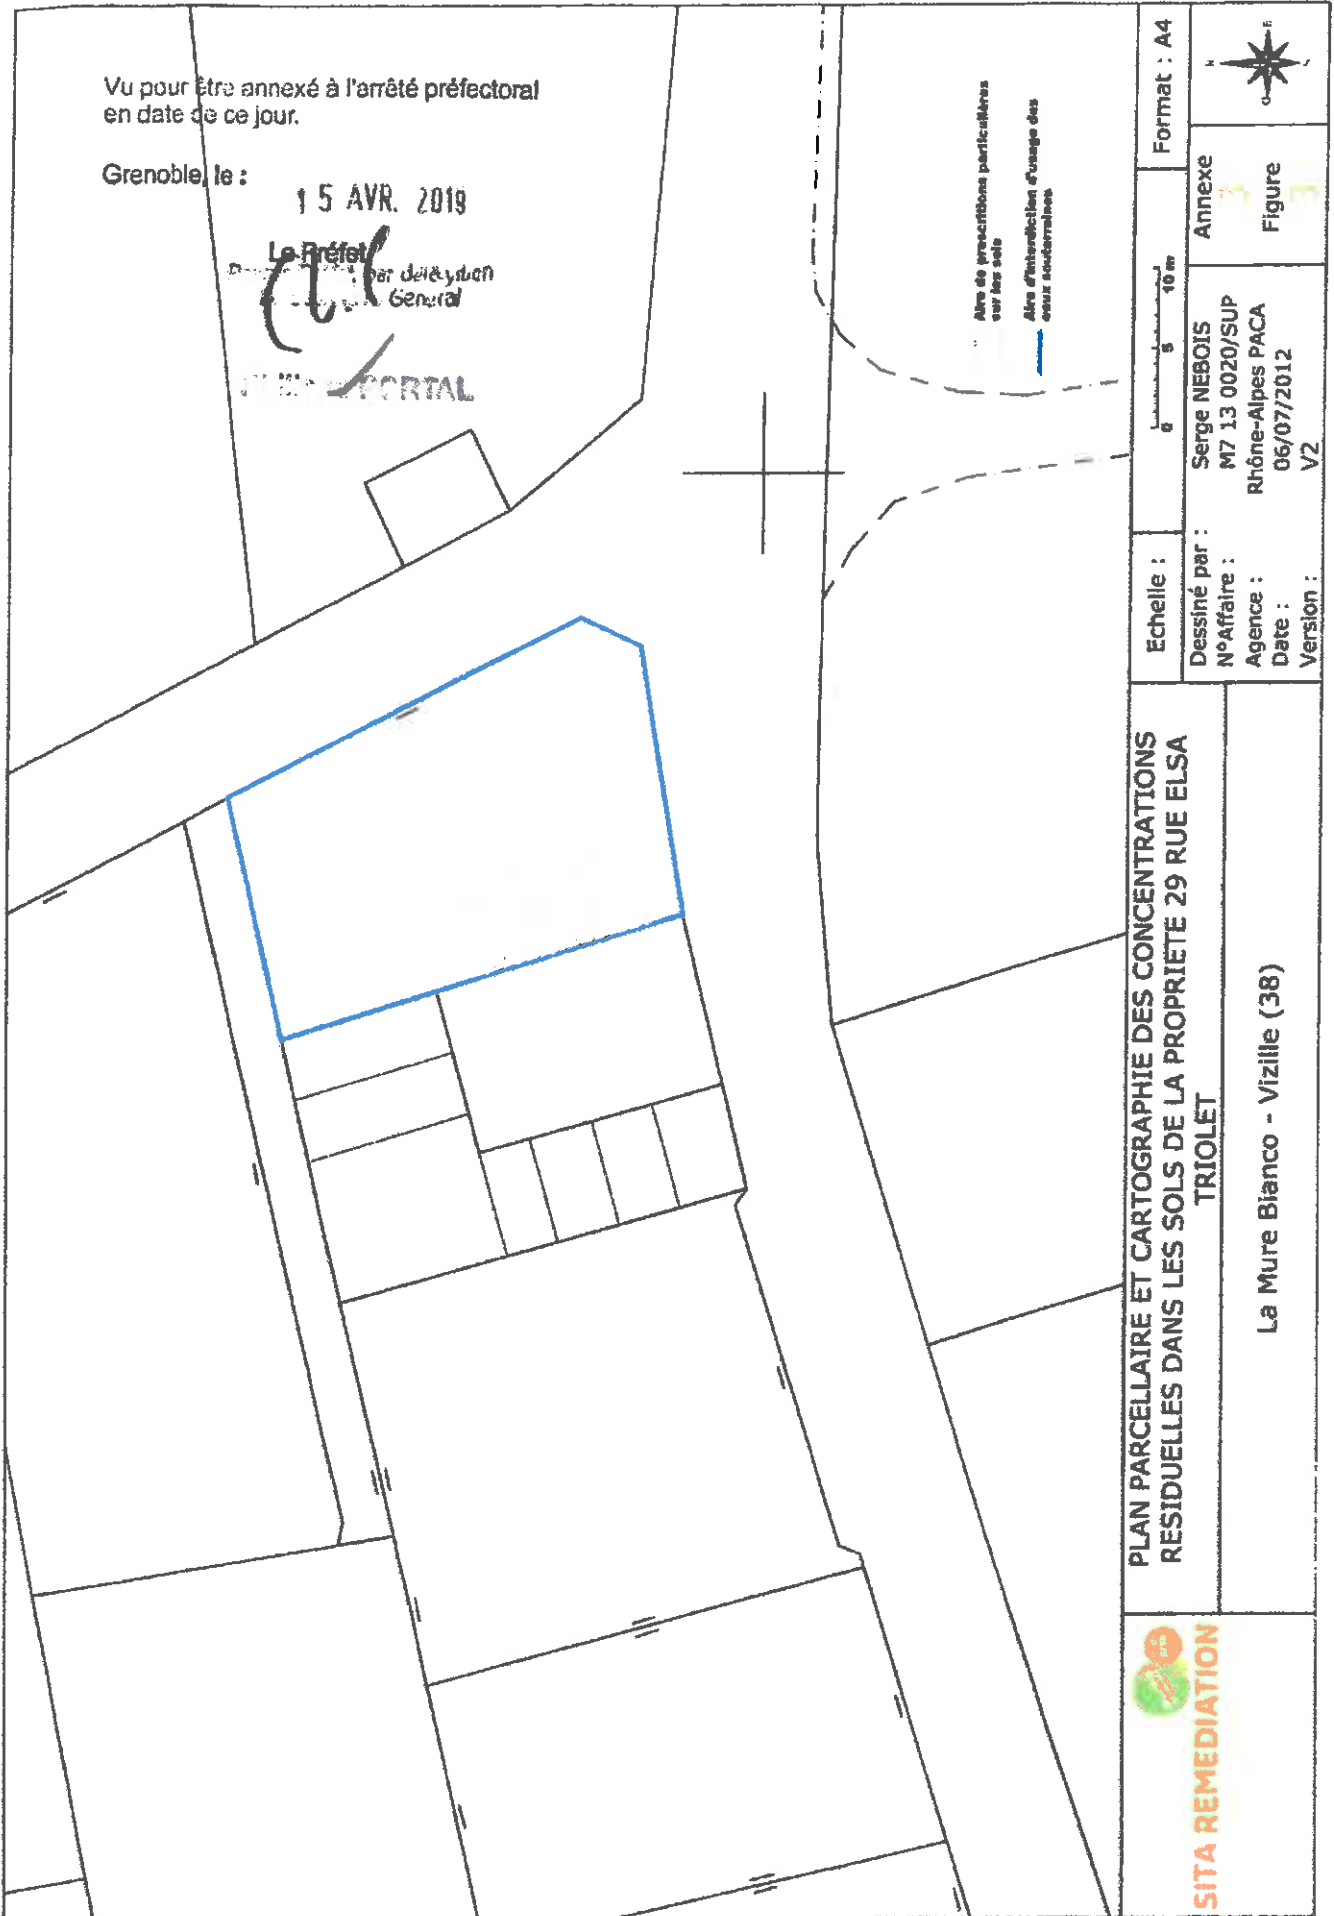 Vu pour être annexé à l'arrêté préfectoral
en date de ce jour.
Grenoble, le :
15 AVR. 2019
Le Préfet
par délégation
Général
PORTAL
Aire de prescritions particulières
sur les sols
Aire d'interdiction d'usage des
eaux souterraines
Echelle :
0 5 10 m
Format : A4
Dessiné par : Serge NEBOIS
N°Affaire : M7 13 0020/SUP
Agence : Rhône-Alpes PACA
Date : 06/07/2012
Version : V2
Annexe
Figure
3
N
E
S
O
PLAN PARCELLAIRE ET CARTOGRAPHIE DES CONCENTRATIONS
RESIDUELLES DANS LES SOLS DE LA PROPRIETE 29 RUE ELSA
TRIOLET
La Mure Bianco - Vizille (38)
SITA REMEDIATION